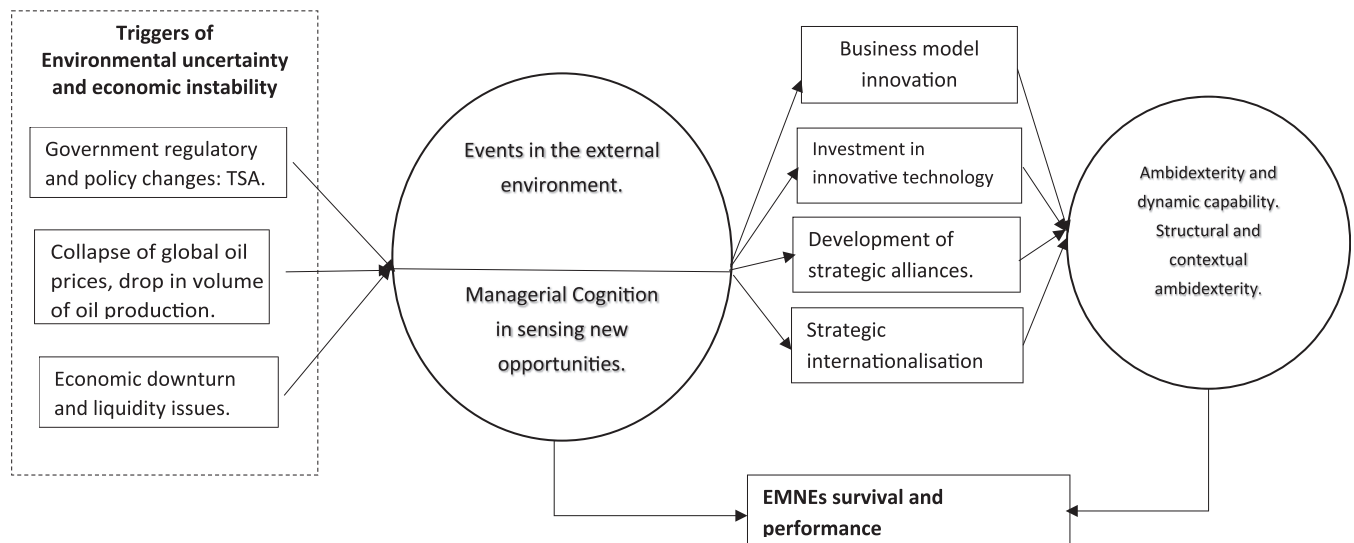 Triggers of
Environmental uncertainty
and economic instability
Government regulatory
and policy changes: TSA.
Collapse of global oil
prices, drop in volume
of oil production.
Economic downturn
and liquidity issues.
Events in the external
environment.
Managerial Cognition
in sensing new
opportunities.
Business model
innovation
Investment in
innovative technology
Development of
strategic alliances.
Strategic
internationalisation
Ambidexterity and
dynamic capability.
Structural and
contextual
ambidexterity.
EMNEs survival and
performance